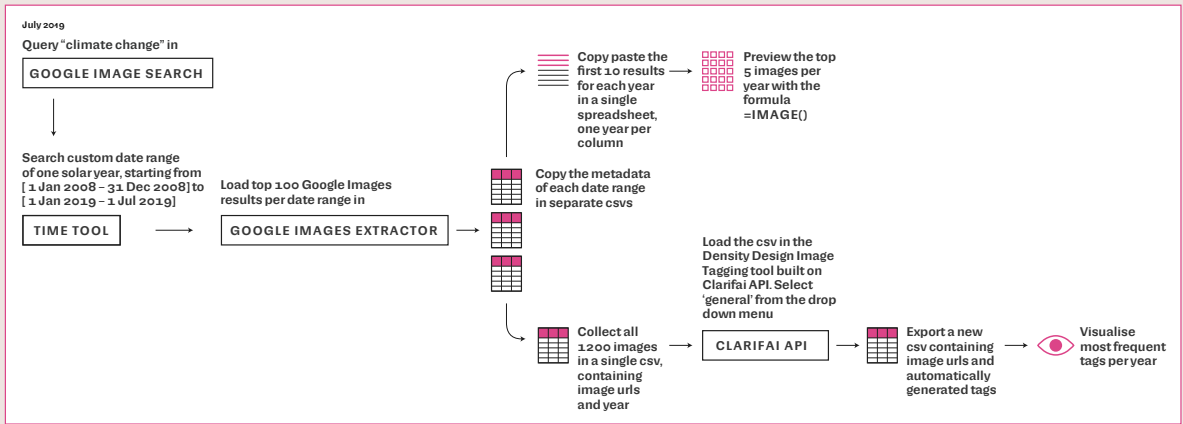 July 2019
Query “climate change” in
GOOGLE IMAGE SEARCH
Search custom date range
of one solar year, starting from
[ 1 Jan 2008 – 31 Dec 2008] to
[ 1 Jan 2019 – 1 Jul 2019]
TIME TOOL
Load top 100 Google Images
results per date range in
GOOGLE IMAGES EXTRACTOR
Copy the metadata
of each date range
in separate csvs
Copy paste the
first 10 results
for each year
in a single
spreadsheet,
one year per
column
Preview the top
5 images per
year with the
formula
=IMAGE()
Collect all
1200 images
in a single csv,
containing
image urls
and year
Load the csv in the
Density Design Image
Tagging tool built on
Clarifai API. Select
‘general’ from the drop
down menu
CLARIFAI API
Export a new
csv containing
image urls and
automatically
generated tags
Visualise
most frequent
tags per year